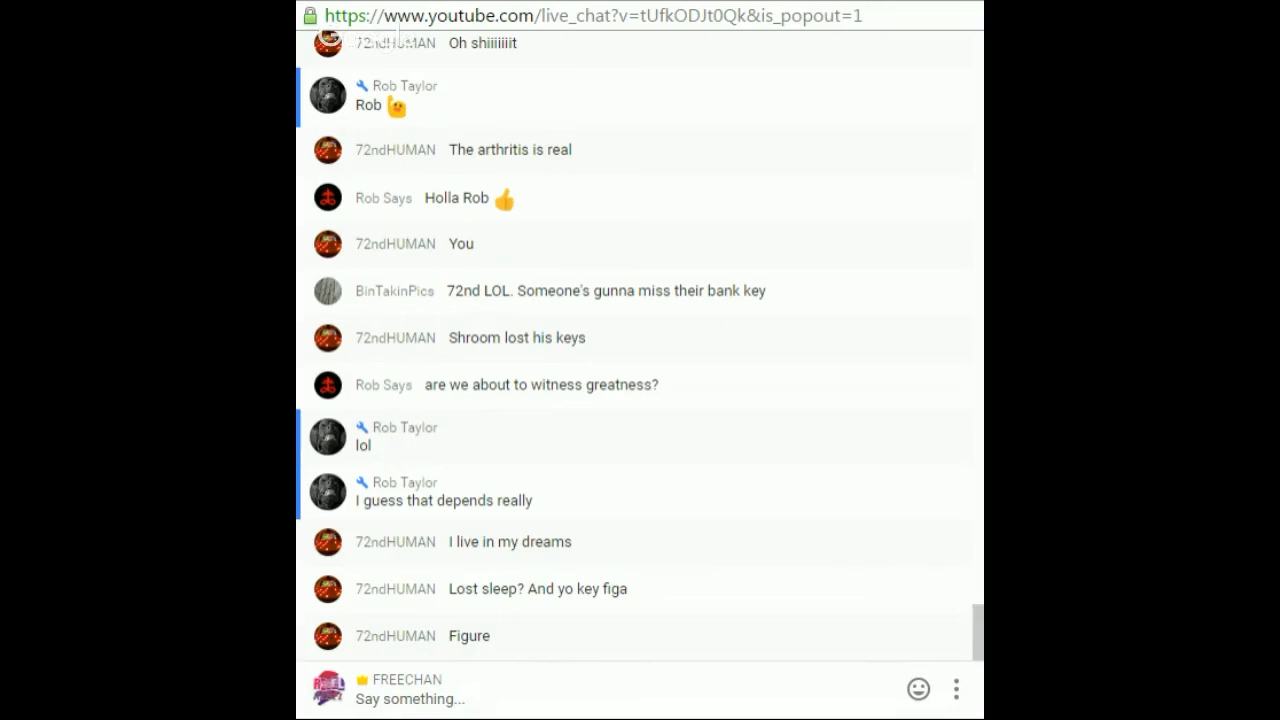 https://www.youtube.com/live_chat?v=tUfkODJt0Qk&is_popout=1
72ndHUMAN Oh shiiiiiiit
Rob Taylor
Rob
72ndHUMAN The arthritis is real
Rob Says Holla Rob
72ndHUMAN You
BinTakinPics 72nd LOL. Someone's gunna miss their bank key
72ndHUMAN Shroom lost his keys
Rob Says are we about to witness greatness?
Rob Taylor
lol
Rob Taylor
I guess that depends really
72ndHUMAN I live in my dreams
72ndHUMAN Lost sleep? And yo key figa
72ndHUMAN Figure
FREECHAN
Say something...